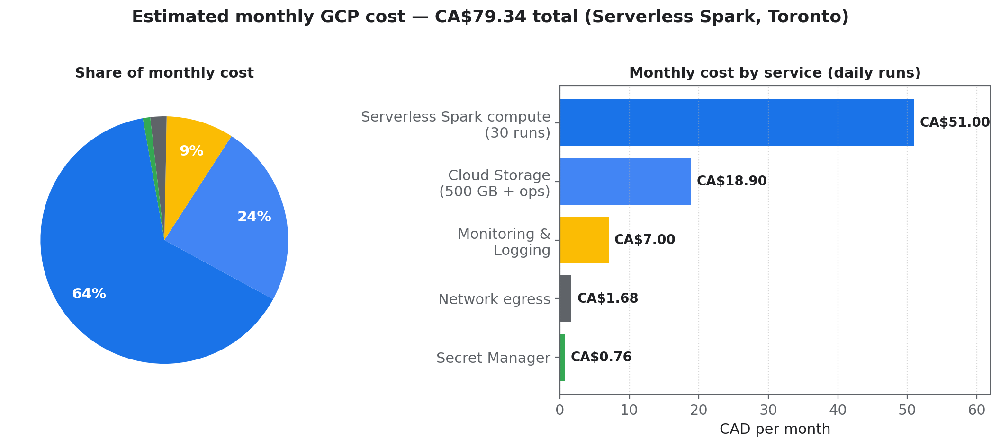 Estimated monthly GCP cost — CA$79.34 total (Serverless Spark, Toronto)
Share of monthly cost
9%
24%
64%
Monthly cost by service (daily runs)
Serverless Spark compute
(30 runs)
CA$51.00
Cloud Storage
(500 GB + ops)
CA$18.90
Monitoring &
Logging
CA$7.00
Network egress
CA$1.68
Secret Manager
CA$0.76
0 10 20 30 40 50 60
CAD per month